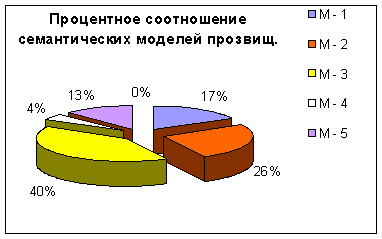 Процентное соотношение
семантических моделей прозвищ.
М - 1
М - 2
М - 3
М - 4
М - 5
0%
17%
26%
40%
4%
13%